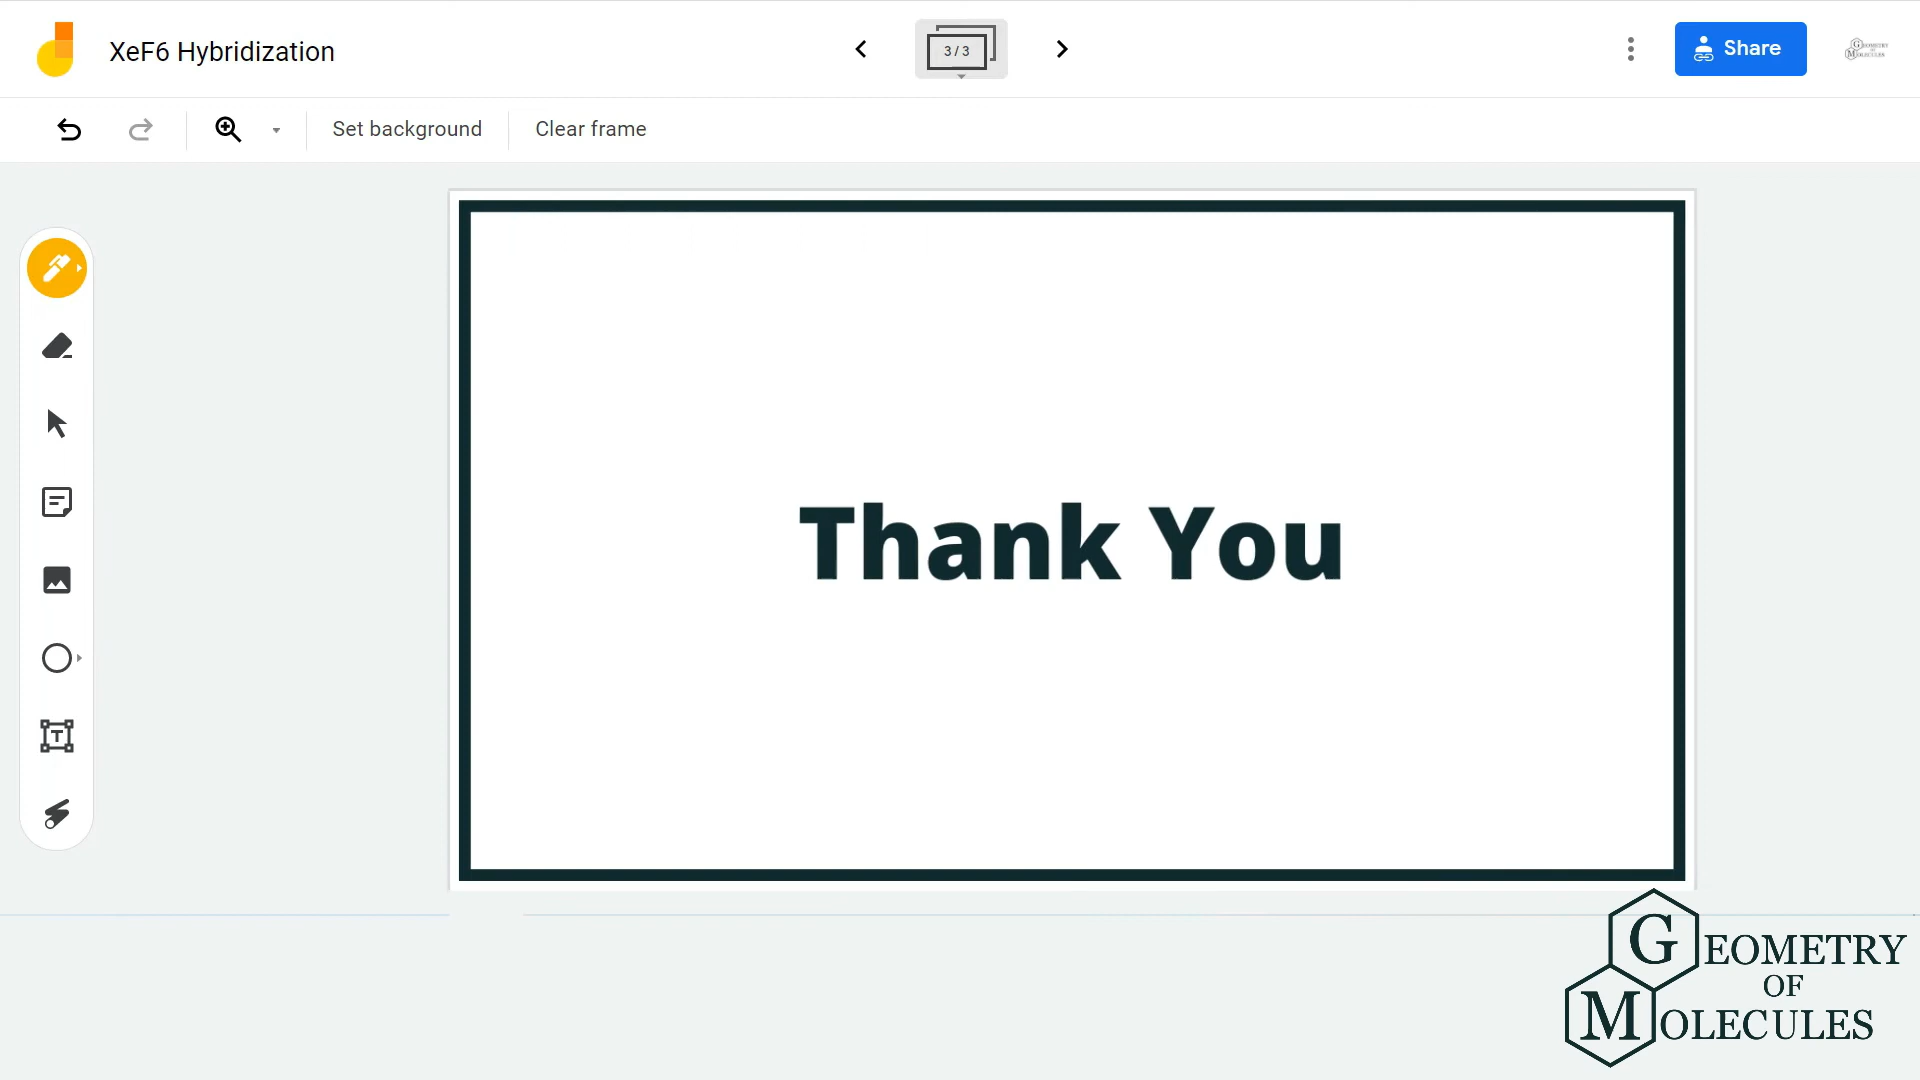 XeF6 Hybridization
3 / 3
Share
Set background
Clear frame
Thank You
GEOMETRY
OF
MOLECULES